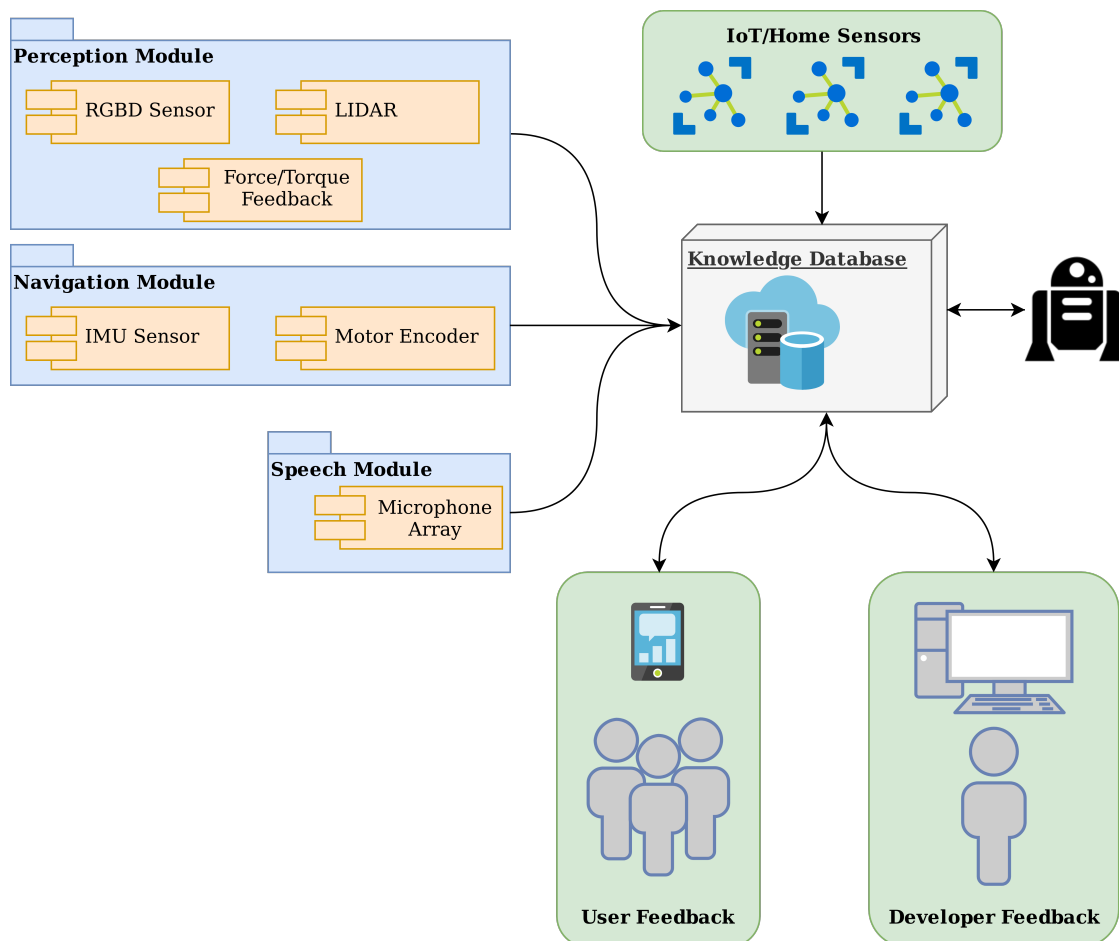 Perception Module
RGBD Sensor
LIDAR
Force/Torque
Feedback
IoT/Home Sensors
Navigation Module
IMU Sensor
Motor Encoder
Knowledge Database
Speech Module
Microphone
Array
User Feedback
Developer Feedback